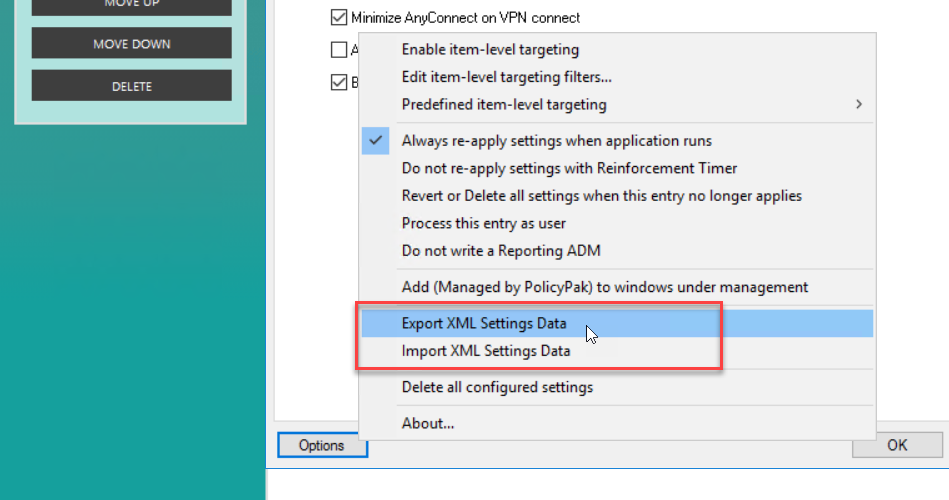 MOVE UP
MOVE DOWN
DELETE
Minimize AnyConnect on VPN connect
A
B
Enable item-level targeting
Edit item-level targeting filters...
Predefined item-level targeting
Always re-apply settings when application runs
Do not re-apply settings with Reinforcement Timer
Revert or Delete all settings when this entry no longer applies
Process this entry as user
Do not write a Reporting ADM
Add (Managed by PolicyPak) to windows under management
Export XML Settings Data
Import XML Settings Data
Delete all configured settings
About...
Options
OK